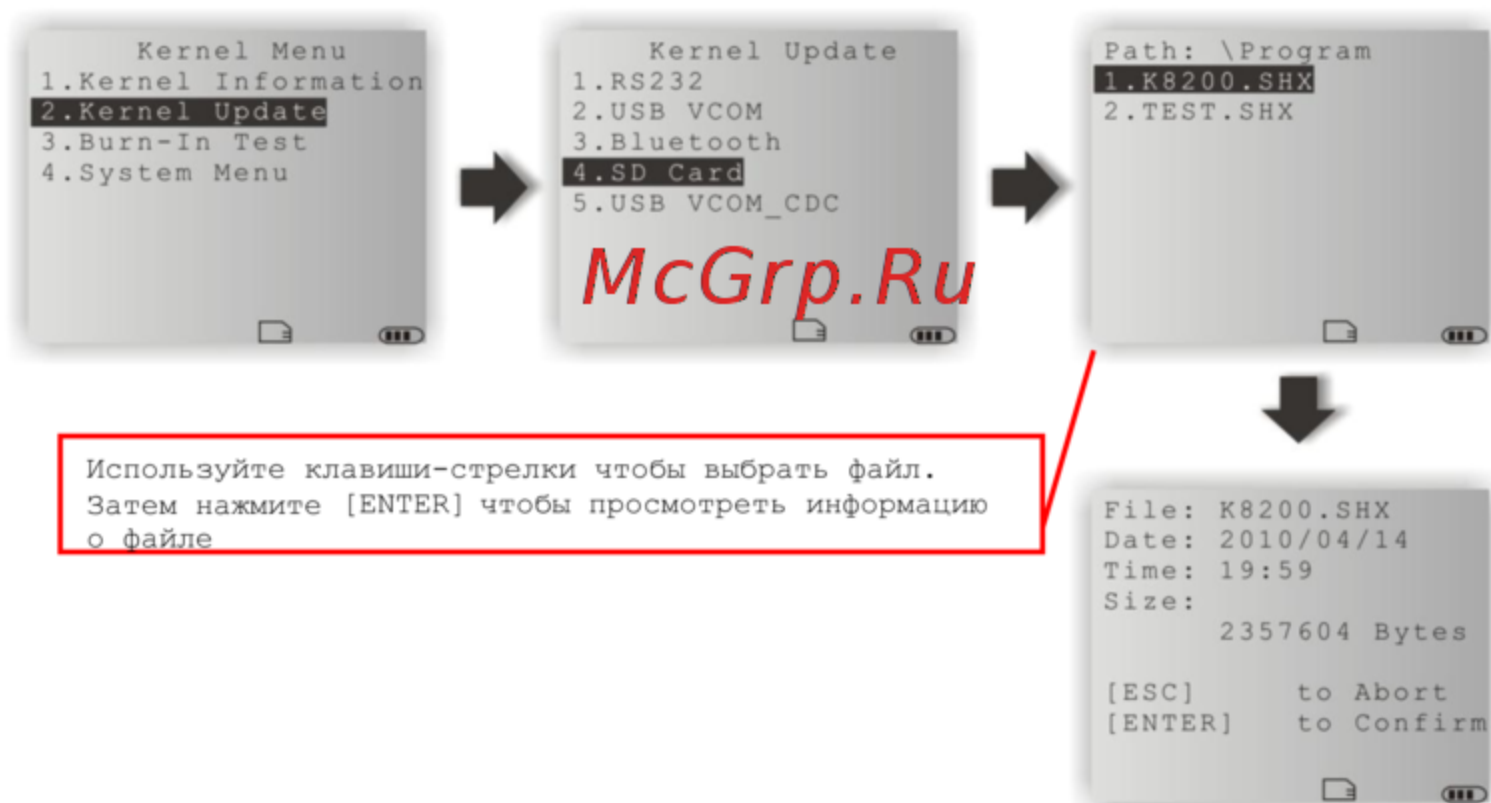 Kernel Menu
1.Kernel Information
2.Kernel Update
3.Burn-In Test
4.System Menu
Kernel Update
1.RS232
2.USB VCOM
3.Bluetooth
4.SD Card
5.USB VCOM_CDC
McGrp.Ru
Path: \Program
1.K8200.SHX
2.TEST.SHX
Используйте клавиши-стрелки чтобы выбрать файл.
Затем нажмите [ENTER] чтобы просмотреть информацию
о файле
File: K8200.SHX
Date: 2010/04/14
Time: 19:59
Size:
2357604 Bytes
[ESC] to Abort
[ENTER] to Confirm